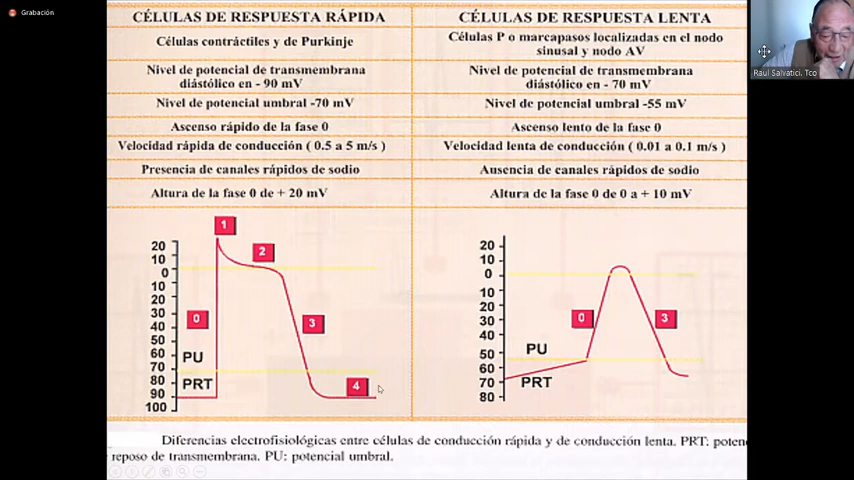 Grabación
CÉLULAS DE RESPUESTA RÁPIDA
CÉLULAS DE RESPUESTA LENTA
Células contráctiles y de Purkinje
Células P o marcapasos localizadas en el nodo
sinusal y nodo AV
Nivel de potencial de transmembrana
diástólico en - 90 mV
Nivel de potencial de transmembrana
diástólico en - 70 mV
Nivel de potencial umbral -70 mV
Nivel de potencial umbral -55 mV
Ascenso rápido de la fase 0
Ascenso lento de la fase 0
Velocidad rápida de conducción ( 0.5 a 5 m/s )
Velocidad lenta de conducción ( 0.01 a 0.1 m/s )
Presencia de canales rápidos de sodio
Ausencia de canales rápidos de sodio
Altura de la fase 0 de + 20 mV
Altura de la fase 0 de 0 a + 10 mV
20
10
0
10
20
30
40
50
60
70
80
90
100
PU
PRT
0
1
2
3
4
20
10
0
10
20
30
40
50
60
70
80
PU
PRT
0
3
Diferencias electrofisiológicas entre células de conducción rápida y de conducción lenta. PRT: poten
reposo de transmembrana. PU: potencial umbral.
Raul Salvatici, Tco